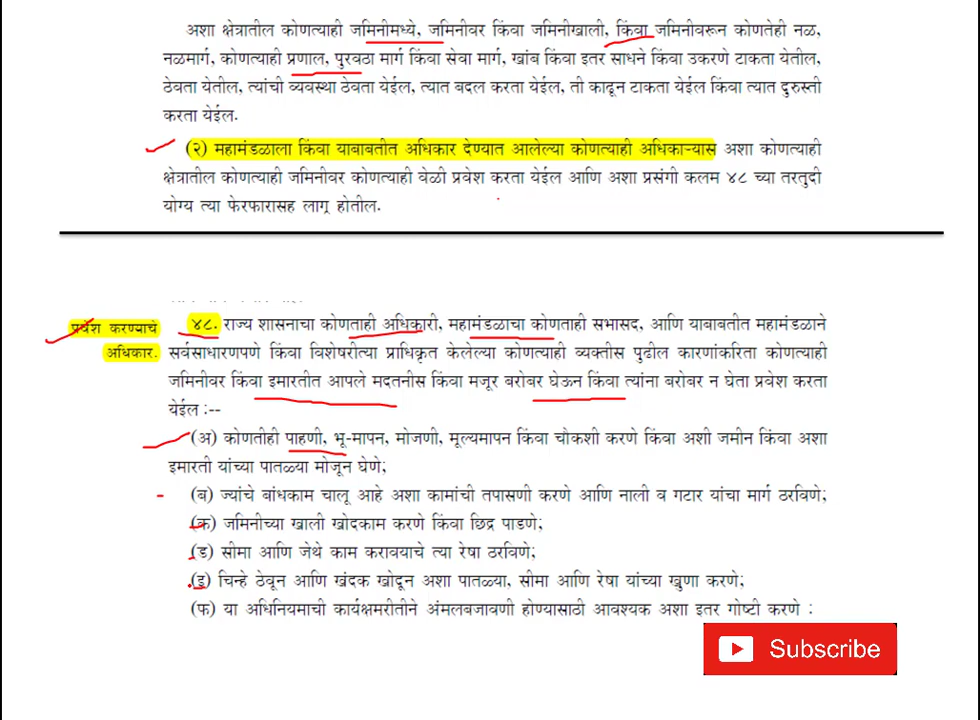 अशा क्षेत्रातील कोणत्याही जमिनीमध्ये, जमिनीवर किंवा जमिनीखाली, किंवा जमिनीवरून कोणतेही नळ,
नळमार्ग, कोणत्याही प्रणाल, पुरवठा मार्ग किंवा सेवा मार्ग, खांब किंवा इतर साधने किंवा उकरणे टाकता येतील,
ठेवता येतील, त्यांची व्यवस्था ठेवता येईल, त्यात बदल करता येईल, ती काढून टाकता येईल किंवा त्यात दुरुस्ती
करता येईल.
(२) महामंडळाला किंवा याबाबतीत अधिकार देण्यात आलेल्या कोणत्याही अधिकाऱ्यास अशा कोणत्याही
क्षेत्रातील कोणत्याही जमिनीवर कोणत्याही वेळी प्रवेश करता येईल आणि अशा प्रसंगी कलम ४८ च्या तरतुदी
योग्य त्या फेरफारासह लागू होतील.
प्रवेश करण्याचे
अधिकार.
४८. राज्य शासनाचा कोणताही अधिकारी, महामंडळाचा कोणताही सभासद, आणि याबाबतीत महामंडळाने
सर्वसाधारणपणे किंवा विशेषरीत्या प्राधिकृत केलेल्या कोणत्याही व्यक्तीस पुढील कारणांकरिता कोणत्याही
जमिनीवर किंवा इमारतीत आपले मदतनीस किंवा मजूर बरोबर घेऊन किंवा त्यांना बरोबर न घेता प्रवेश करता
येईल :--
(अ) कोणतीही पाहणी, भू-मापन, मोजणी, मूल्यमापन किंवा चौकशी करणे किंवा अशी जमीन किंवा अशा
इमारती यांच्या पातळ्या मोजून घेणे;
(ब) ज्यांचे बांधकाम चालू आहे अशा कामांची तपासणी करणे आणि नाली व गटार यांचा मार्ग ठरविणे;
(क) जमिनीच्या खाली खोदकाम करणे किंवा छिद्र पाडणे;
(ड) सीमा आणि जेथे काम करावयाचे त्या रेषा ठरविणे;
(इ) चिन्हे ठेवून आणि खंदक खोदून अशा पातळ्या, सीमा आणि रेषा यांच्या खुणा करणे;
(फ) या अधिनियमाची कार्यक्षमरीतीने अंमलबजावणी होण्यासाठी आवश्यक अशा इतर गोष्टी करणे :
Subscribe